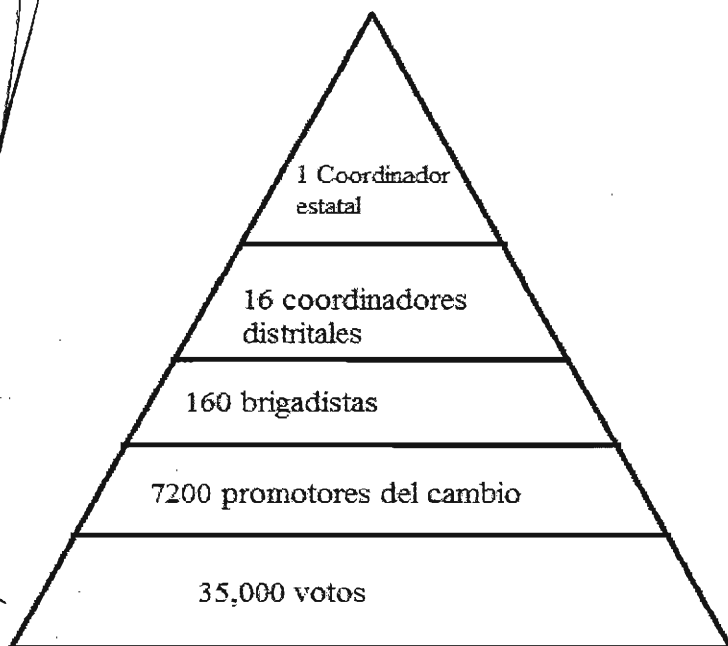 1 Coordinador
estatal
16 coordinadores
distritales
160 brigadistas
7200 promotores del cambio
35,000 votos